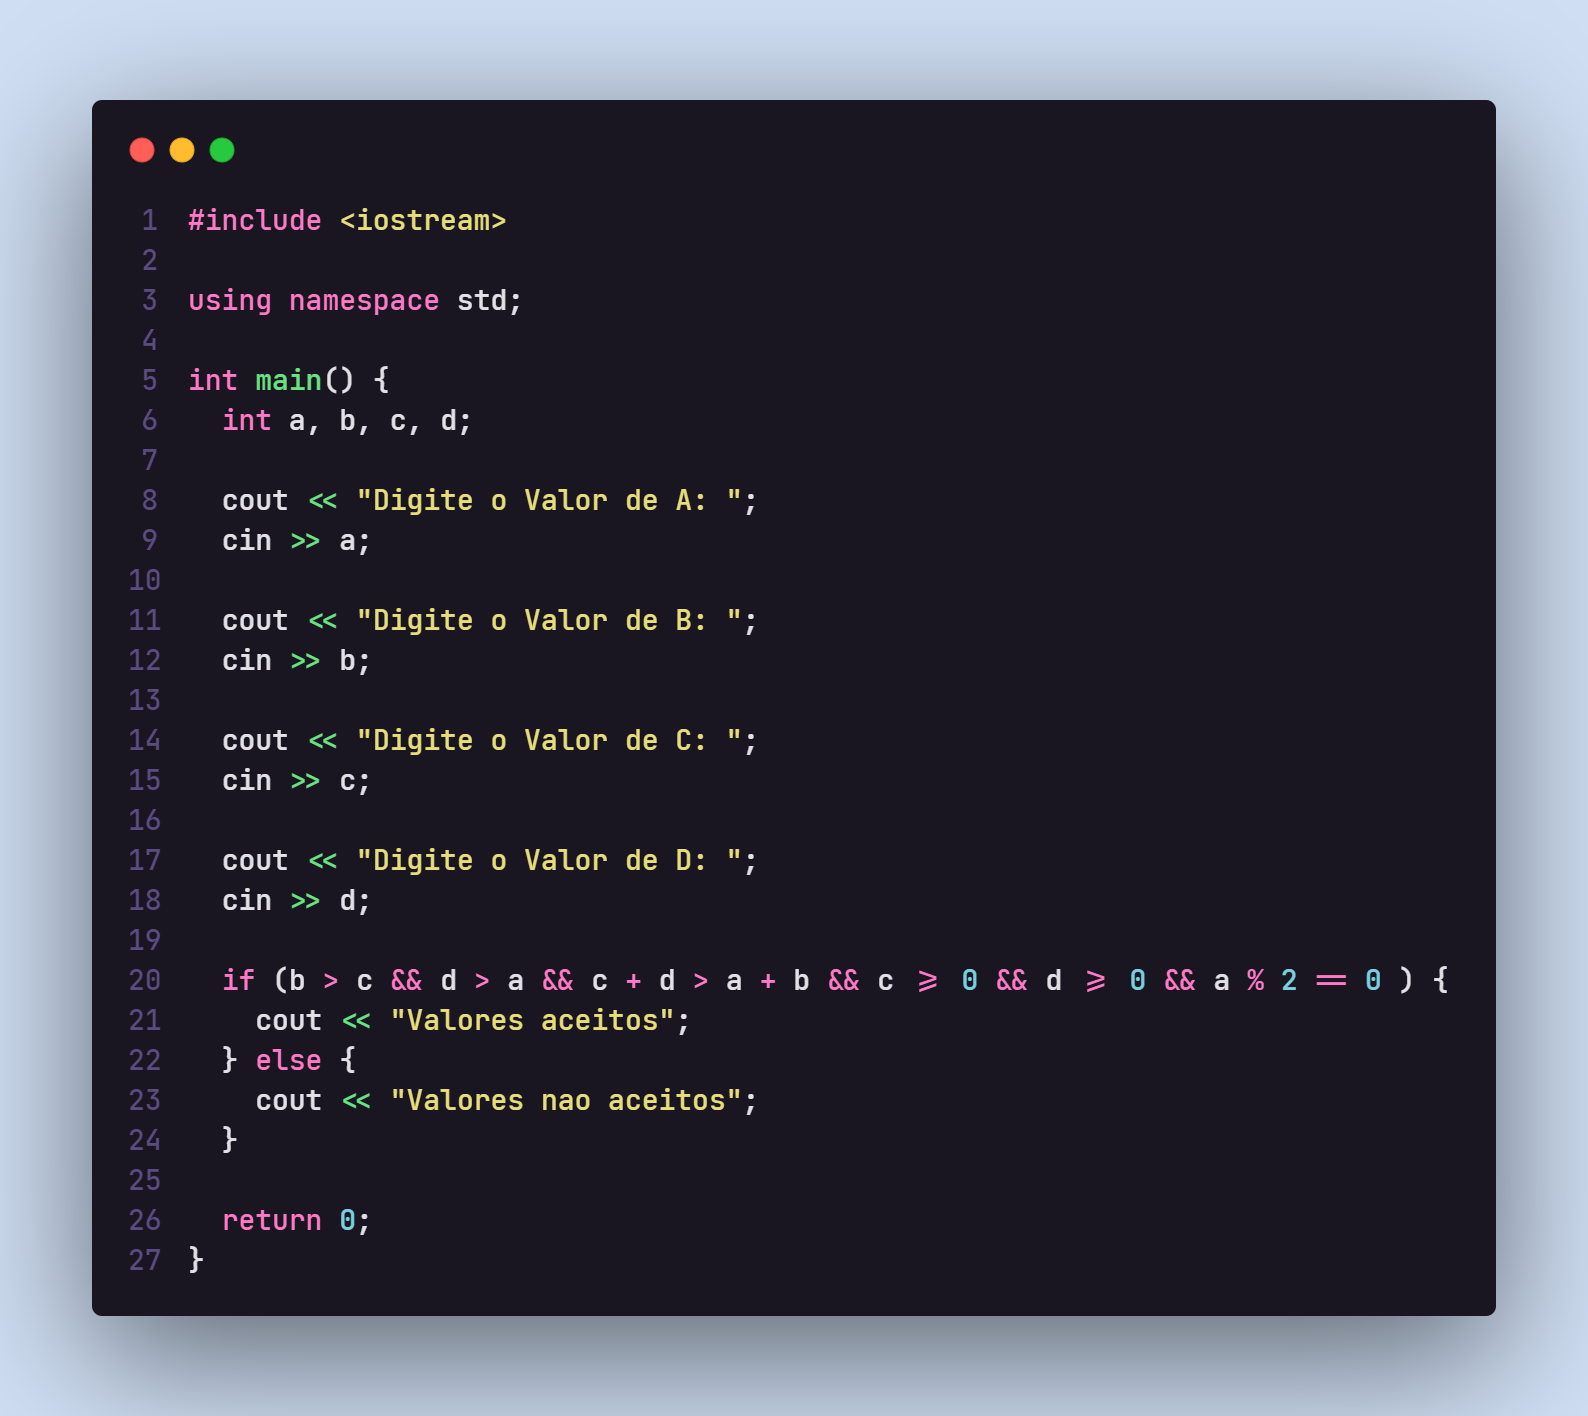 1 #include <iostream>
2
3 using namespace std;
4
5 int main() {
6   int a, b, c, d;
7
8   cout << "Digite o Valor de A: ";
9   cin >> a;
10
11   cout << "Digite o Valor de B: ";
12   cin >> b;
13
14   cout << "Digite o Valor de C: ";
15   cin >> c;
16
17   cout << "Digite o Valor de D: ";
18   cin >> d;
19
20   if (b > c && d > a && c + d > a + b && c >= 0 && d >= 0 && a % 2 == 0 ) {
21     cout << "Valores aceitos";
22   } else {
23     cout << "Valores nao aceitos";
24   }
25
26   return 0;
27 }